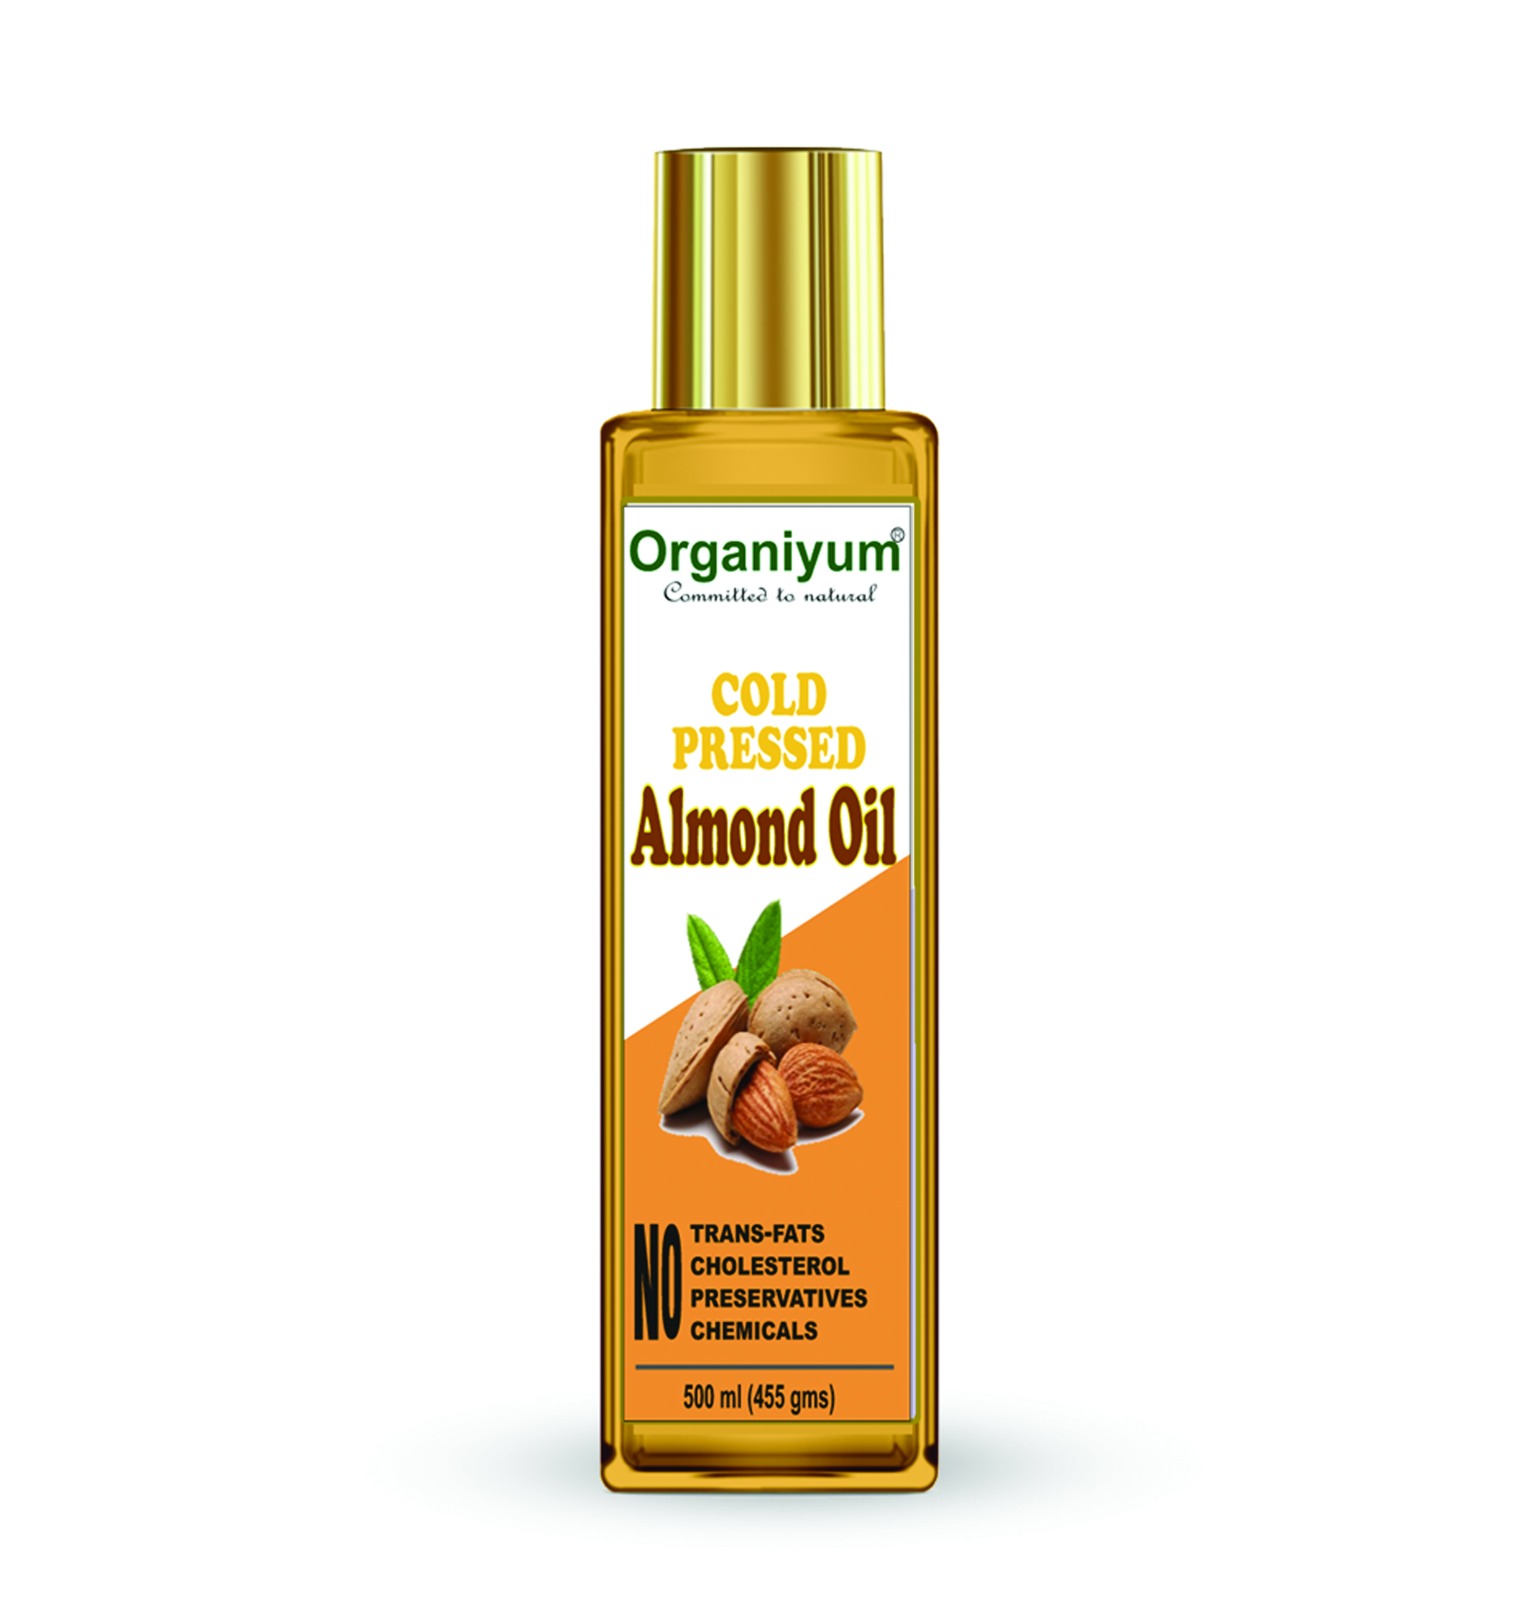 Organiyum®
Committed to natural
COLD
PRESSED
Almond Oil
NO
TRANS-FATS
CHOLESTEROL
PRESERVATIVES
CHEMICALS
500 ml (455 gms)